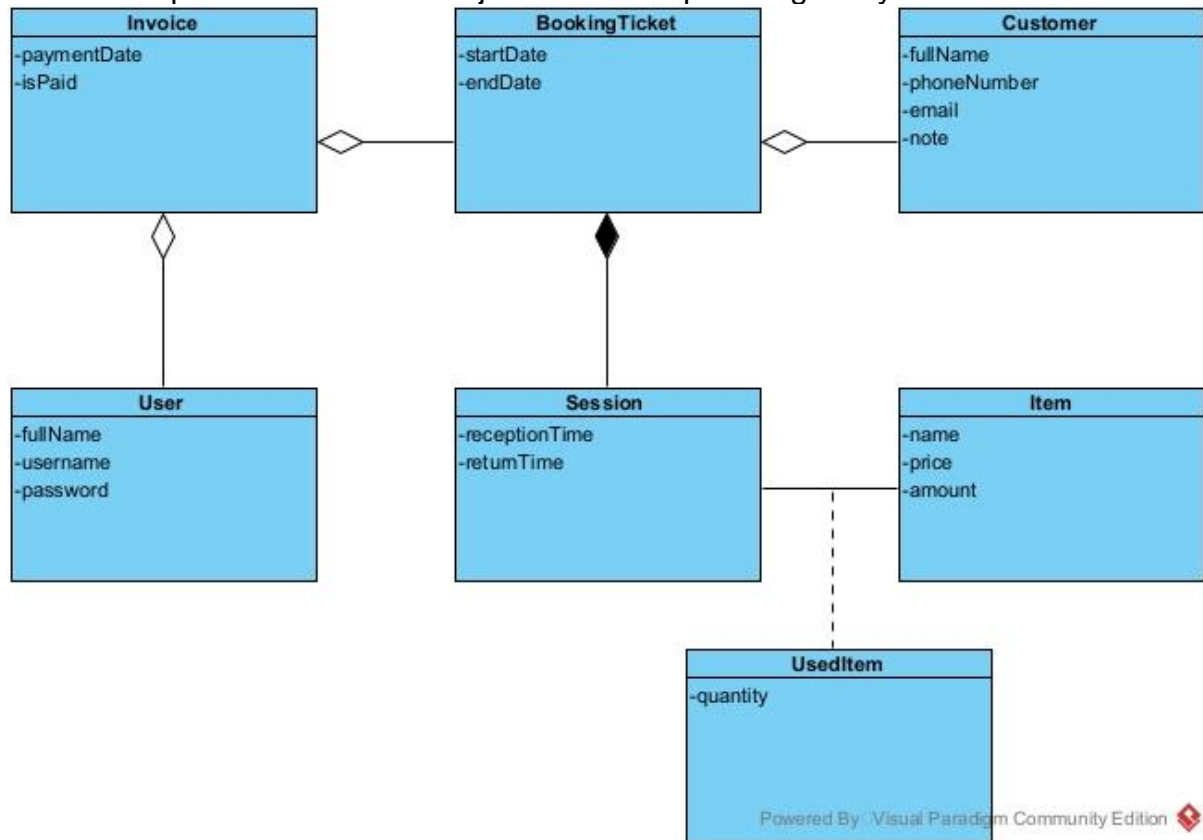 Invoice
-paymentDate
-isPaid
BookingTicket
-startDate
-endDate
Customer
-fullName
-phoneNumber
-email
-note
User
-fullName
-username
-password
Session
-receptionTime
-returnTime
Item
-name
-price
-amount
UsedItem
-quantity
Powered By Visual Paradigm Community Edition